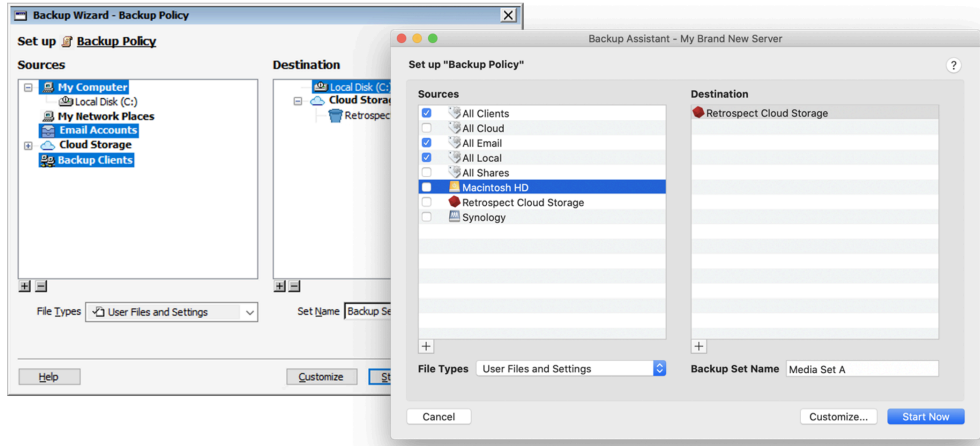 Backup Wizard - Backup Policy
Set up Backup Policy
Sources
My Computer
Local Disk (C:)
My Network Places
Email Accounts
Cloud Storage
Backup Clients
File Types
User Files and Settings
Help
Destination
Local Disk (C:
Cloud Storag
Retrospec
Set Name
Backup Se
Customize
St
Backup Assistant - My Brand New Server
Set up "Backup Policy"
?
Sources
All Clients
All Cloud
All Email
All Local
All Shares
Macintosh HD
Retrospect Cloud Storage
Synology
+
File Types
User Files and Settings
Destination
Retrospect Cloud Storage
+
Backup Set Name
Media Set A
Cancel
Customize...
Start Now